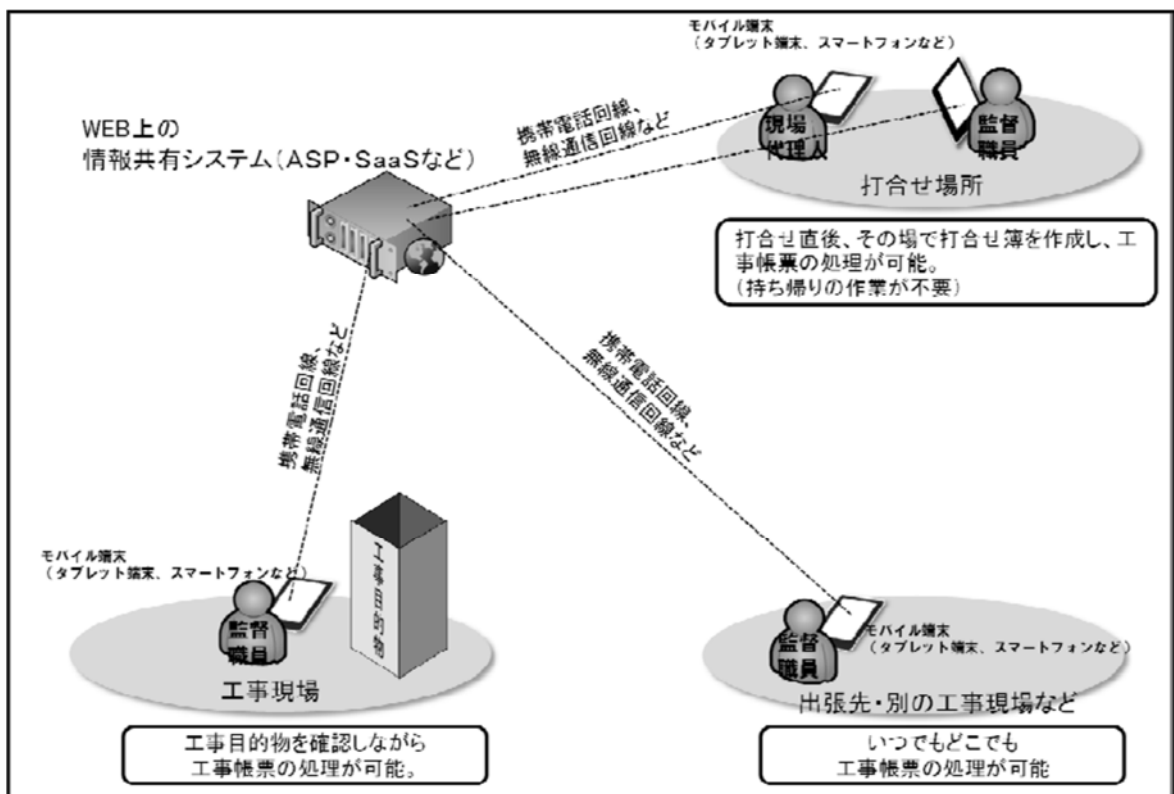 モバイル端末
(タブレット端末、スマートフォンなど)
WEB上の
情報共有システム(ASP・SaaSなど)
携帯電話回線、
無線通信回線など
現場
代理人
監督
職員
打合せ場所
打合せ直後、その場で打合せ簿を作成し、工
事帳票の処理が可能。
(持ち帰りの作業が不要)
携帯電話回線、
無線通信回線など
携帯電話回線、
無線通信回線など
モバイル端末
(タブレット端末、スマートフォンなど)
工事目的物
監督
職員
工事現場
工事目的物を確認しながら
工事帳票の処理が可能。
モバイル端末
(タブレット端末、スマートフォンなど)
監督
職員
出張先・別の工事現場など
いつでもどこでも
工事帳票の処理が可能